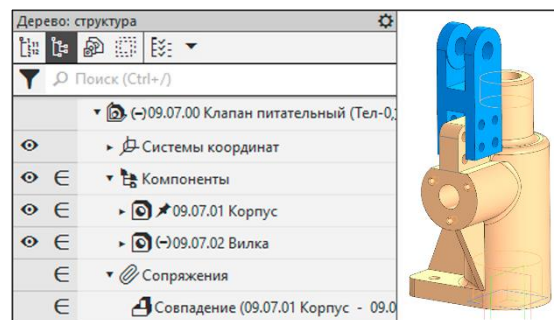 Дерево: структура
Поиск (Ctrl+/)
(-)09.07.00 Клапан питательный (Тел-0,
Системы координат
Компоненты
09.07.01 Корпус
(-)09.07.02 Вилка
Сопряжения
Совпадение (09.07.01 Корпус - 09.0